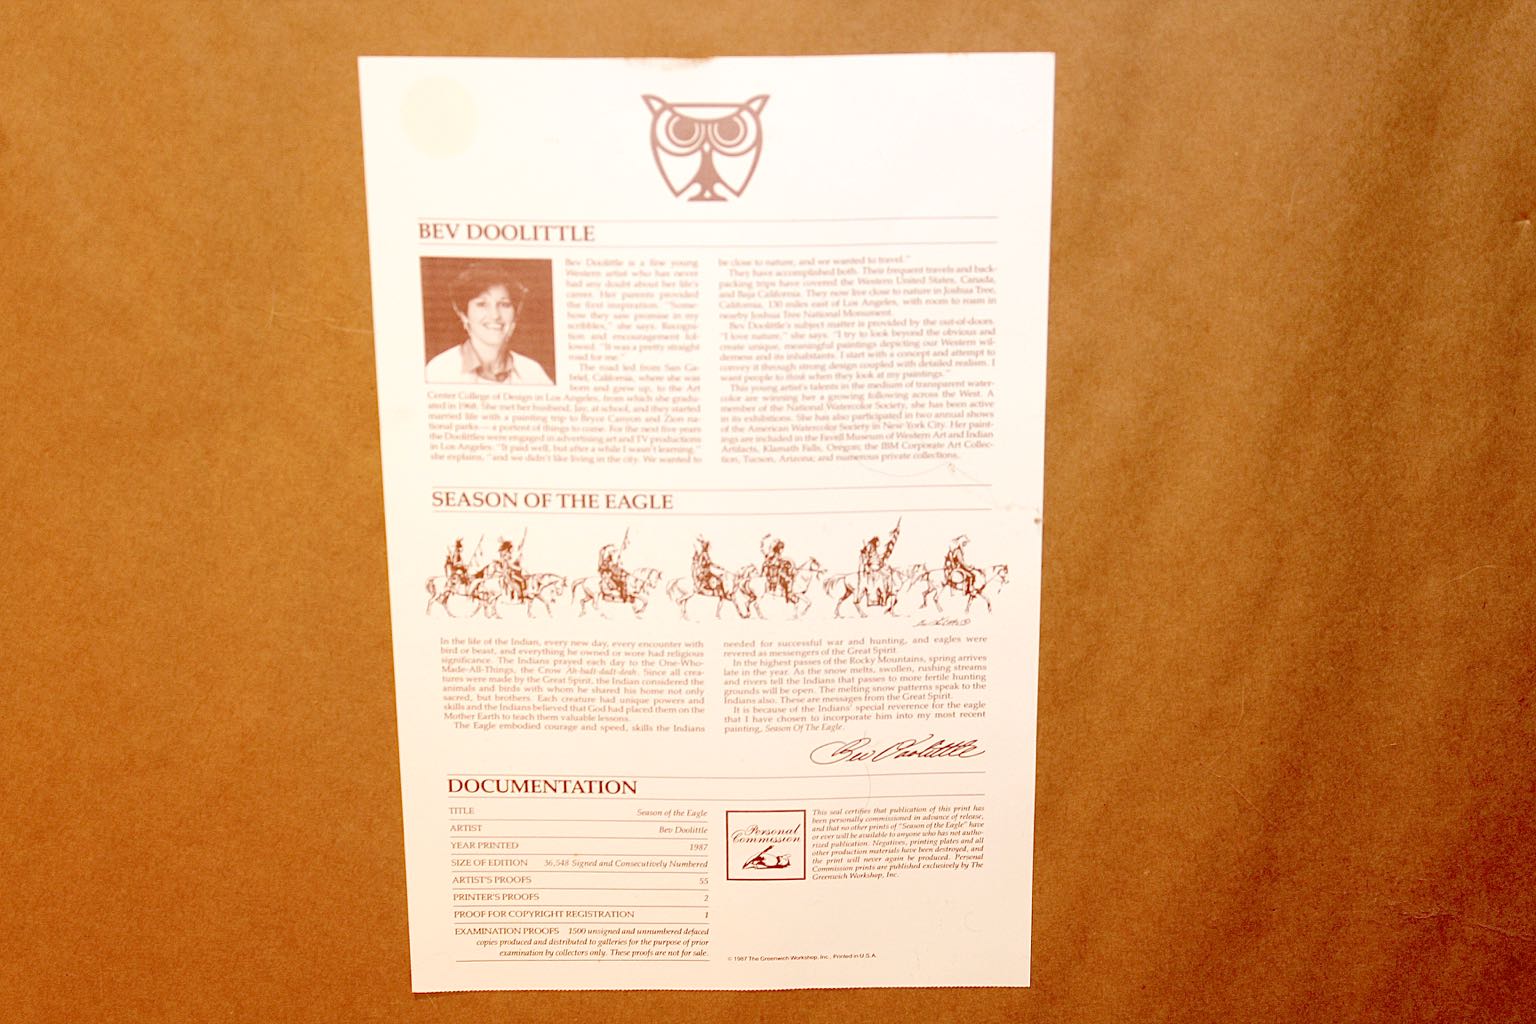 BEV DOOLITTLE
Bev Doolittle is a fine young
Western artist who has never
had any doubt about her life's
career. Her parents provided
the first inspiration. "Some-
how they saw promise in my
scribbles," she says. Recogni-
tion and encouragement fol-
lowed. "It was a pretty straight
road for me."
The road led from San Ga-
briel, California, where she was
born and grew up, to the Art
Center College of Design in Los Angeles, from which she gradu-
ated in 1968. She met her husband, Jay, at school, and they started
married life with a painting trip to Bryce Canyon and Zion na-
tional parks — a portent of things to come. For the next five years
the Doolittles were engaged in advertising art and TV productions
in Los Angeles. "It paid well, but after a while I wasn't learning,"
she explains, "and we didn't like living in the city. We wanted to
be close to nature, and we wanted to travel."
They have accomplished both. Their frequent travels and back-
packing trips have covered the Western United States, Canada,
and Baja California. They now live close to nature in Joshua Tree,
California, 130 miles east of Los Angeles, with room to roam in
nearby Joshua Tree National Monument.
Bev Doolittle's subject matter is provided by the out-of-doors.
"I love nature," she says. "I try to look beyond the obvious and
create unique, meaningful paintings depicting our Western wil-
derness and its inhabitants. I start with a concept and attempt to
convey it through strong design coupled with detailed realism. I
want people to think when they look at my paintings."
This young artist's talents in the medium of transparent water-
color are winning her a growing following across the West. A
member of the National Watercolor Society, she has been active
in its exhibitions. She has also participated in two annual shows
of the American Watercolor Society in New York City. Her paint-
ings are included in the Favell Museum of Western Art and Indian
Artifacts, Klamath Falls, Oregon; the IBM Corporate Art Collec-
tion, Tucson, Arizona; and numerous private collections.
SEASON OF THE EAGLE
In the life of the Indian, every new day, every encounter with
bird or beast, and everything he owned or wore had religious
significance. The Indians prayed each day to the One-Who-
Made-All-Things, the Crow Ah-badt-dadt-deah. Since all crea-
tures were made by the Great Spirit, the Indian considered the
animals and birds with whom he shared his home not only
sacred, but brothers. Each creature had unique powers and
skills and the Indians believed that God had placed them on the
Mother Earth to teach them valuable lessons.
The Eagle embodied courage and speed, skills the Indians
needed for successful war and hunting, and eagles were
revered as messengers of the Great Spirit.
In the highest passes of the Rocky Mountains, spring arrives
late in the year. As the snow melts, swollen, rushing streams
and rivers tell the Indians that passes to more fertile hunting
grounds will be open. The melting snow patterns speak to the
Indians also. These are messages from the Great Spirit.
It is because of the Indians' special reverence for the eagle
that I have chosen to incorporate him into my most recent
painting, Season Of The Eagle.
Bev Doolittle
DOCUMENTATION
TITLE Season of the Eagle
ARTIST Bev Doolittle
YEAR PRINTED 1987
SIZE OF EDITION 36,548 Signed and Consecutively Numbered
ARTIST'S PROOFS 55
PRINTER'S PROOFS 2
PROOF FOR COPYRIGHT REGISTRATION 1
EXAMINATION PROOFS 1500 unsigned and unnumbered defaced
copies produced and distributed to galleries for the purpose of prior
examination by collectors only. These proofs are not for sale.
Personal
Commission
This seal certifies that publication of this print has
been personally commissioned in advance of release,
and that no other prints of "Season of the Eagle" have
or ever will be available to anyone who has not autho-
rized publication. Negatives, printing plates and all
other production materials have been destroyed, and
the print will never again be produced. Personal
Commission prints are published exclusively by The
Greenwich Workshop, Inc.
© 1987 The Greenwich Workshop, Inc. Printed in U.S.A.